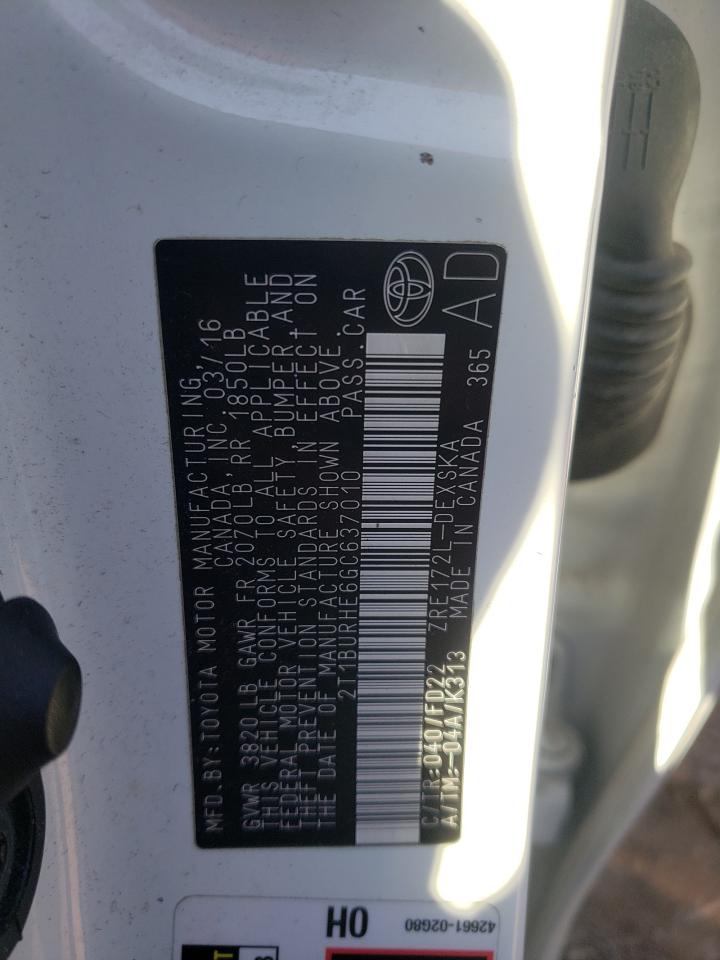 MFD.BY:TOYOTA MOTOR MANUFACTURING,
CANADA,INC. 03/16
GVWR 3820LB GAWR FR 2070LB RR 1850LB
THIS VEHICLE CONFORMS TO ALL APPLICABLE
FEDERAL MOTOR VEHICLE SAFETY, BUMPER,AND
THEFT PREVENTION STANDARDS IN EFFECT ON
THE DATE OF MANUFACTURE SHOWN ABOVE.
2T1BURHE6GC637010 PASS.CAR
C/TR:040/FD22 ZRE172L-DEXSKA
A/TM:-04A/K313 MADE IN CANADA 365
AD
OH
42661-02G80